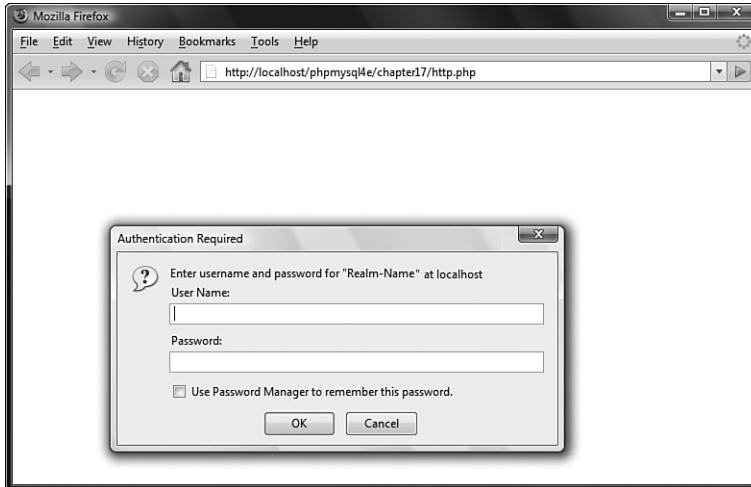 Mozilla Firefox
File Edit View History Bookmarks Tools Help
http://localhost/phpmysql4e/chapter17/http.php
Authentication Required
Enter username and password for "Realm-Name" at localhost
User Name:
Password:
Use Password Manager to remember this password.
OK Cancel